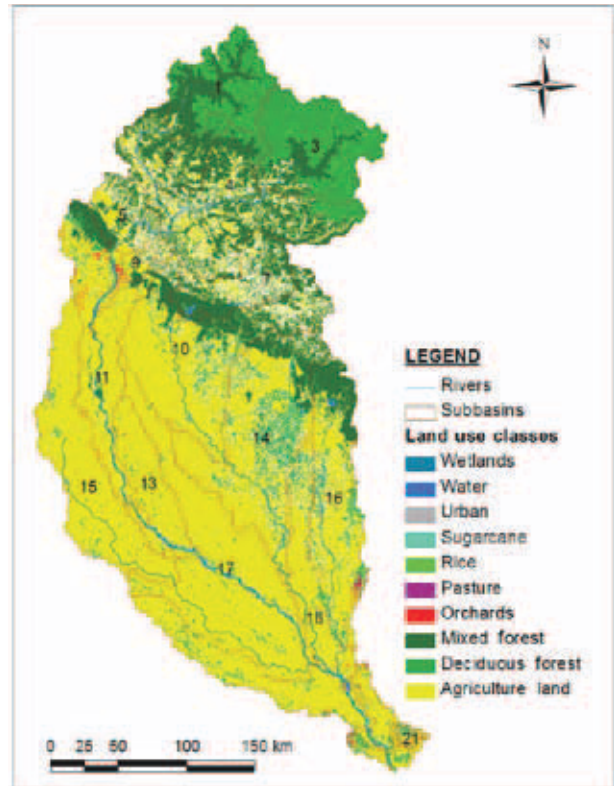 N
1
3
5
9
7
10
11
14
15
13
16
17
18
21
LEGEND
Rivers
Subbasins
Land use classes
Wetlands
Water
Urban
Sugarcane
Rice
Pasture
Orchards
Mixed forest
Deciduous forest
Agriculture land
0 25 50 100 150 km